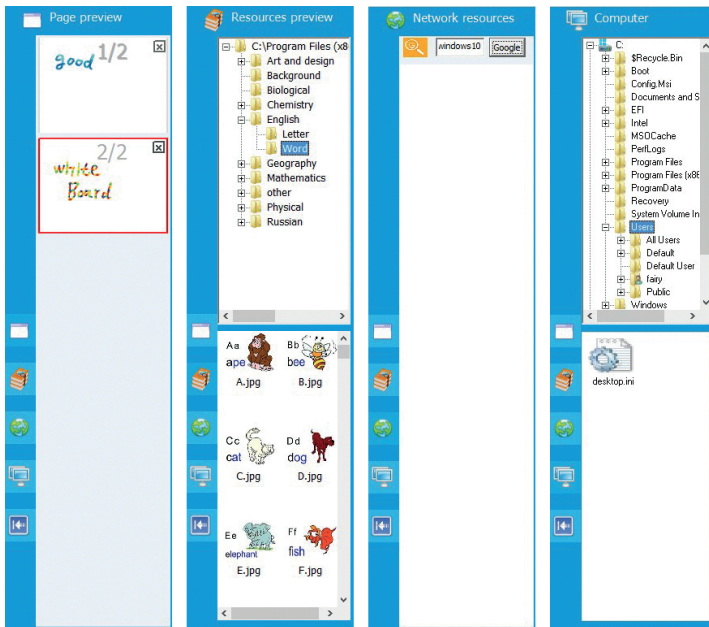 Page preview
1/2
good
2/2
white
Board
Resources preview
C:\Program Files (x8
Art and design
Background
Biological
Chemistry
English
Letter
Word
Geography
Mathematics
other
Physical
Russian
Aa
ape
A.jpg
Bb
bee
B.jpg
Cc
cat
C.jpg
Dd
dog
D.jpg
Ee
elephant
E.jpg
Ff
fish
F.jpg
Network resources
windows10 Google
Computer
C:
$Recycle.Bin
Boot
Config.Msi
Documents and S
EFI
Intel
MSOCache
PerfLogs
Program Files
Program Files (x86
ProgramData
Recovery
System Volume In
Users
All Users
Default
Default User
fairy
Public
Windows
desktop.ini